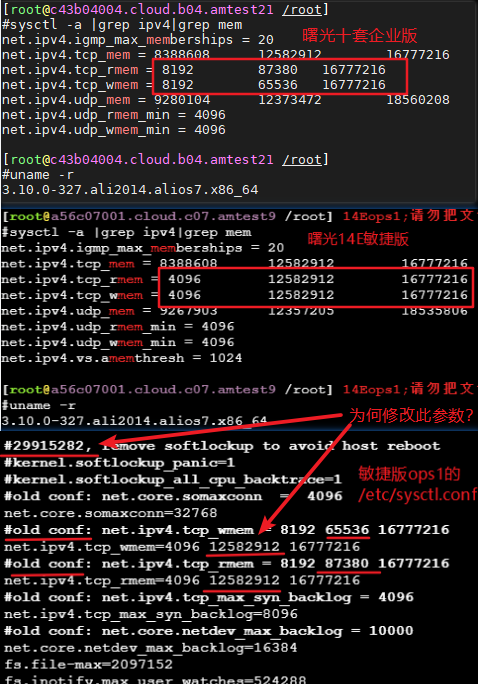 [root@c43b04004.cloud.b04.amtest21 /root]
#sysctl -a |grep ipv4|grep mem
net.ipv4.igmp_max_memberships = 20
net.ipv4.tcp_mem = 8388608 12582912 16777216
net.ipv4.tcp_rmem = 8192 87380 16777216
net.ipv4.tcp_wmem = 8192 65536 16777216
net.ipv4.udp_mem = 9280104 12373472 18560208
net.ipv4.udp_rmem_min = 4096
net.ipv4.udp_wmem_min = 4096
曙光十套企业版
[root@c43b04004.cloud.b04.amtest21 /root]
#uname -r
3.10.0-327.ali2014.alios7.x86_64
[root@a56c07001.cloud.c07.amtest9 /root] 14Eops1;请勿把文
#sysctl -a |grep ipv4|grep mem
曙光14E敏捷版
net.ipv4.igmp_max_memberships = 20
net.ipv4.tcp_mem = 8388608 12582912 16777216
net.ipv4.tcp_rmem = 4096 12582912 16777216
net.ipv4.tcp_wmem = 4096 12582912 16777216
net.ipv4.udp_mem = 9267903 12357205 18535806
net.ipv4.udp_rmem_min = 4096
net.ipv4.udp_wmem_min = 4096
net.ipv4.vs.amemthresh = 1024
[root@a56c07001.cloud.c07.amtest9 /root] 14Eops1;请勿把文
#uname -r
3.10.0-327.ali2014.alios7.x86_64
为何修改此参数?
#29915282, remove softlockup to avoid host reboot
#kernel.softlockup_panic=1
#kernel.softlockup_all_cpu_backtrace=1
敏捷版ops1的
/etc/sysctl.conf
#old conf: net.core.somaxconn = 4096
net.core.somaxconn=32768
#old conf: net.ipv4.tcp_wmem = 8192 65536 16777216
net.ipv4.tcp_wmem=4096 12582912 16777216
#old conf: net.ipv4.tcp_rmem = 8192 87380 16777216
net.ipv4.tcp_rmem=4096 12582912 16777216
#old conf: net.ipv4.tcp_max_syn_backlog = 4096
net.ipv4.tcp_max_syn_backlog=8096
#old conf: net.core.netdev_max_backlog = 10000
net.core.netdev_max_backlog=16384
fs.file-max=2097152
fs.inotify.max_user_watches=524288